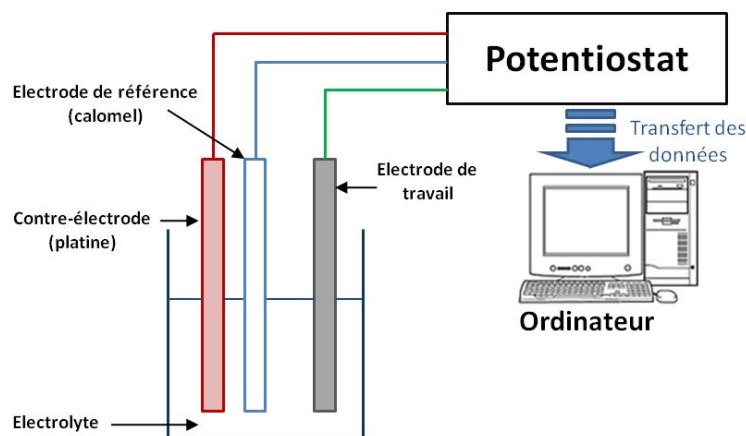 Potentiostat
Electrode de référence
(calomel)
Transfert des
données
Electrode de
travail
Contre-électrode
(platine)
Ordinateur
Electrolyte